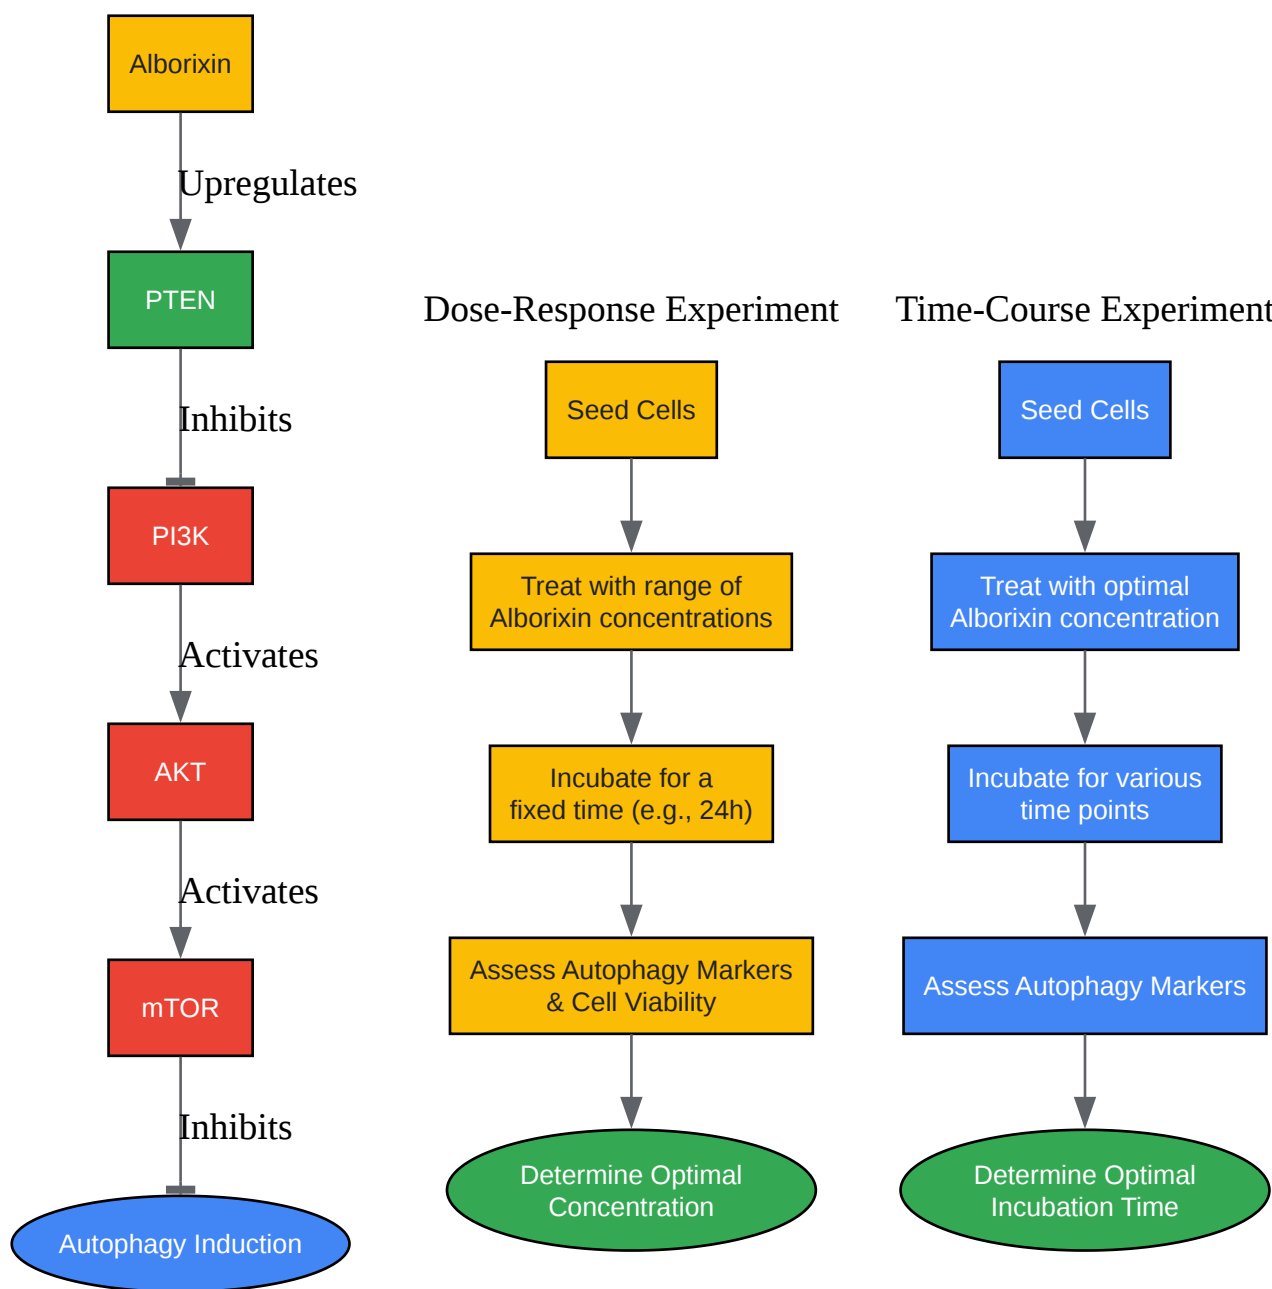 Alborixin
Upregulates
PTEN
Inhibits
PI3K
Activates
AKT
Activates
mTOR
Inhibits
Autophagy Induction
Dose-Response Experiment
Seed Cells
Treat with range of
Alborixin concentrations
Incubate for a
fixed time (e.g., 24h)
Assess Autophagy Markers
& Cell Viability
Determine Optimal
Concentration
Time-Course Experiment
Seed Cells
Treat with optimal
Alborixin concentration
Incubate for various
time points
Assess Autophagy Markers
Determine Optimal
Incubation Time